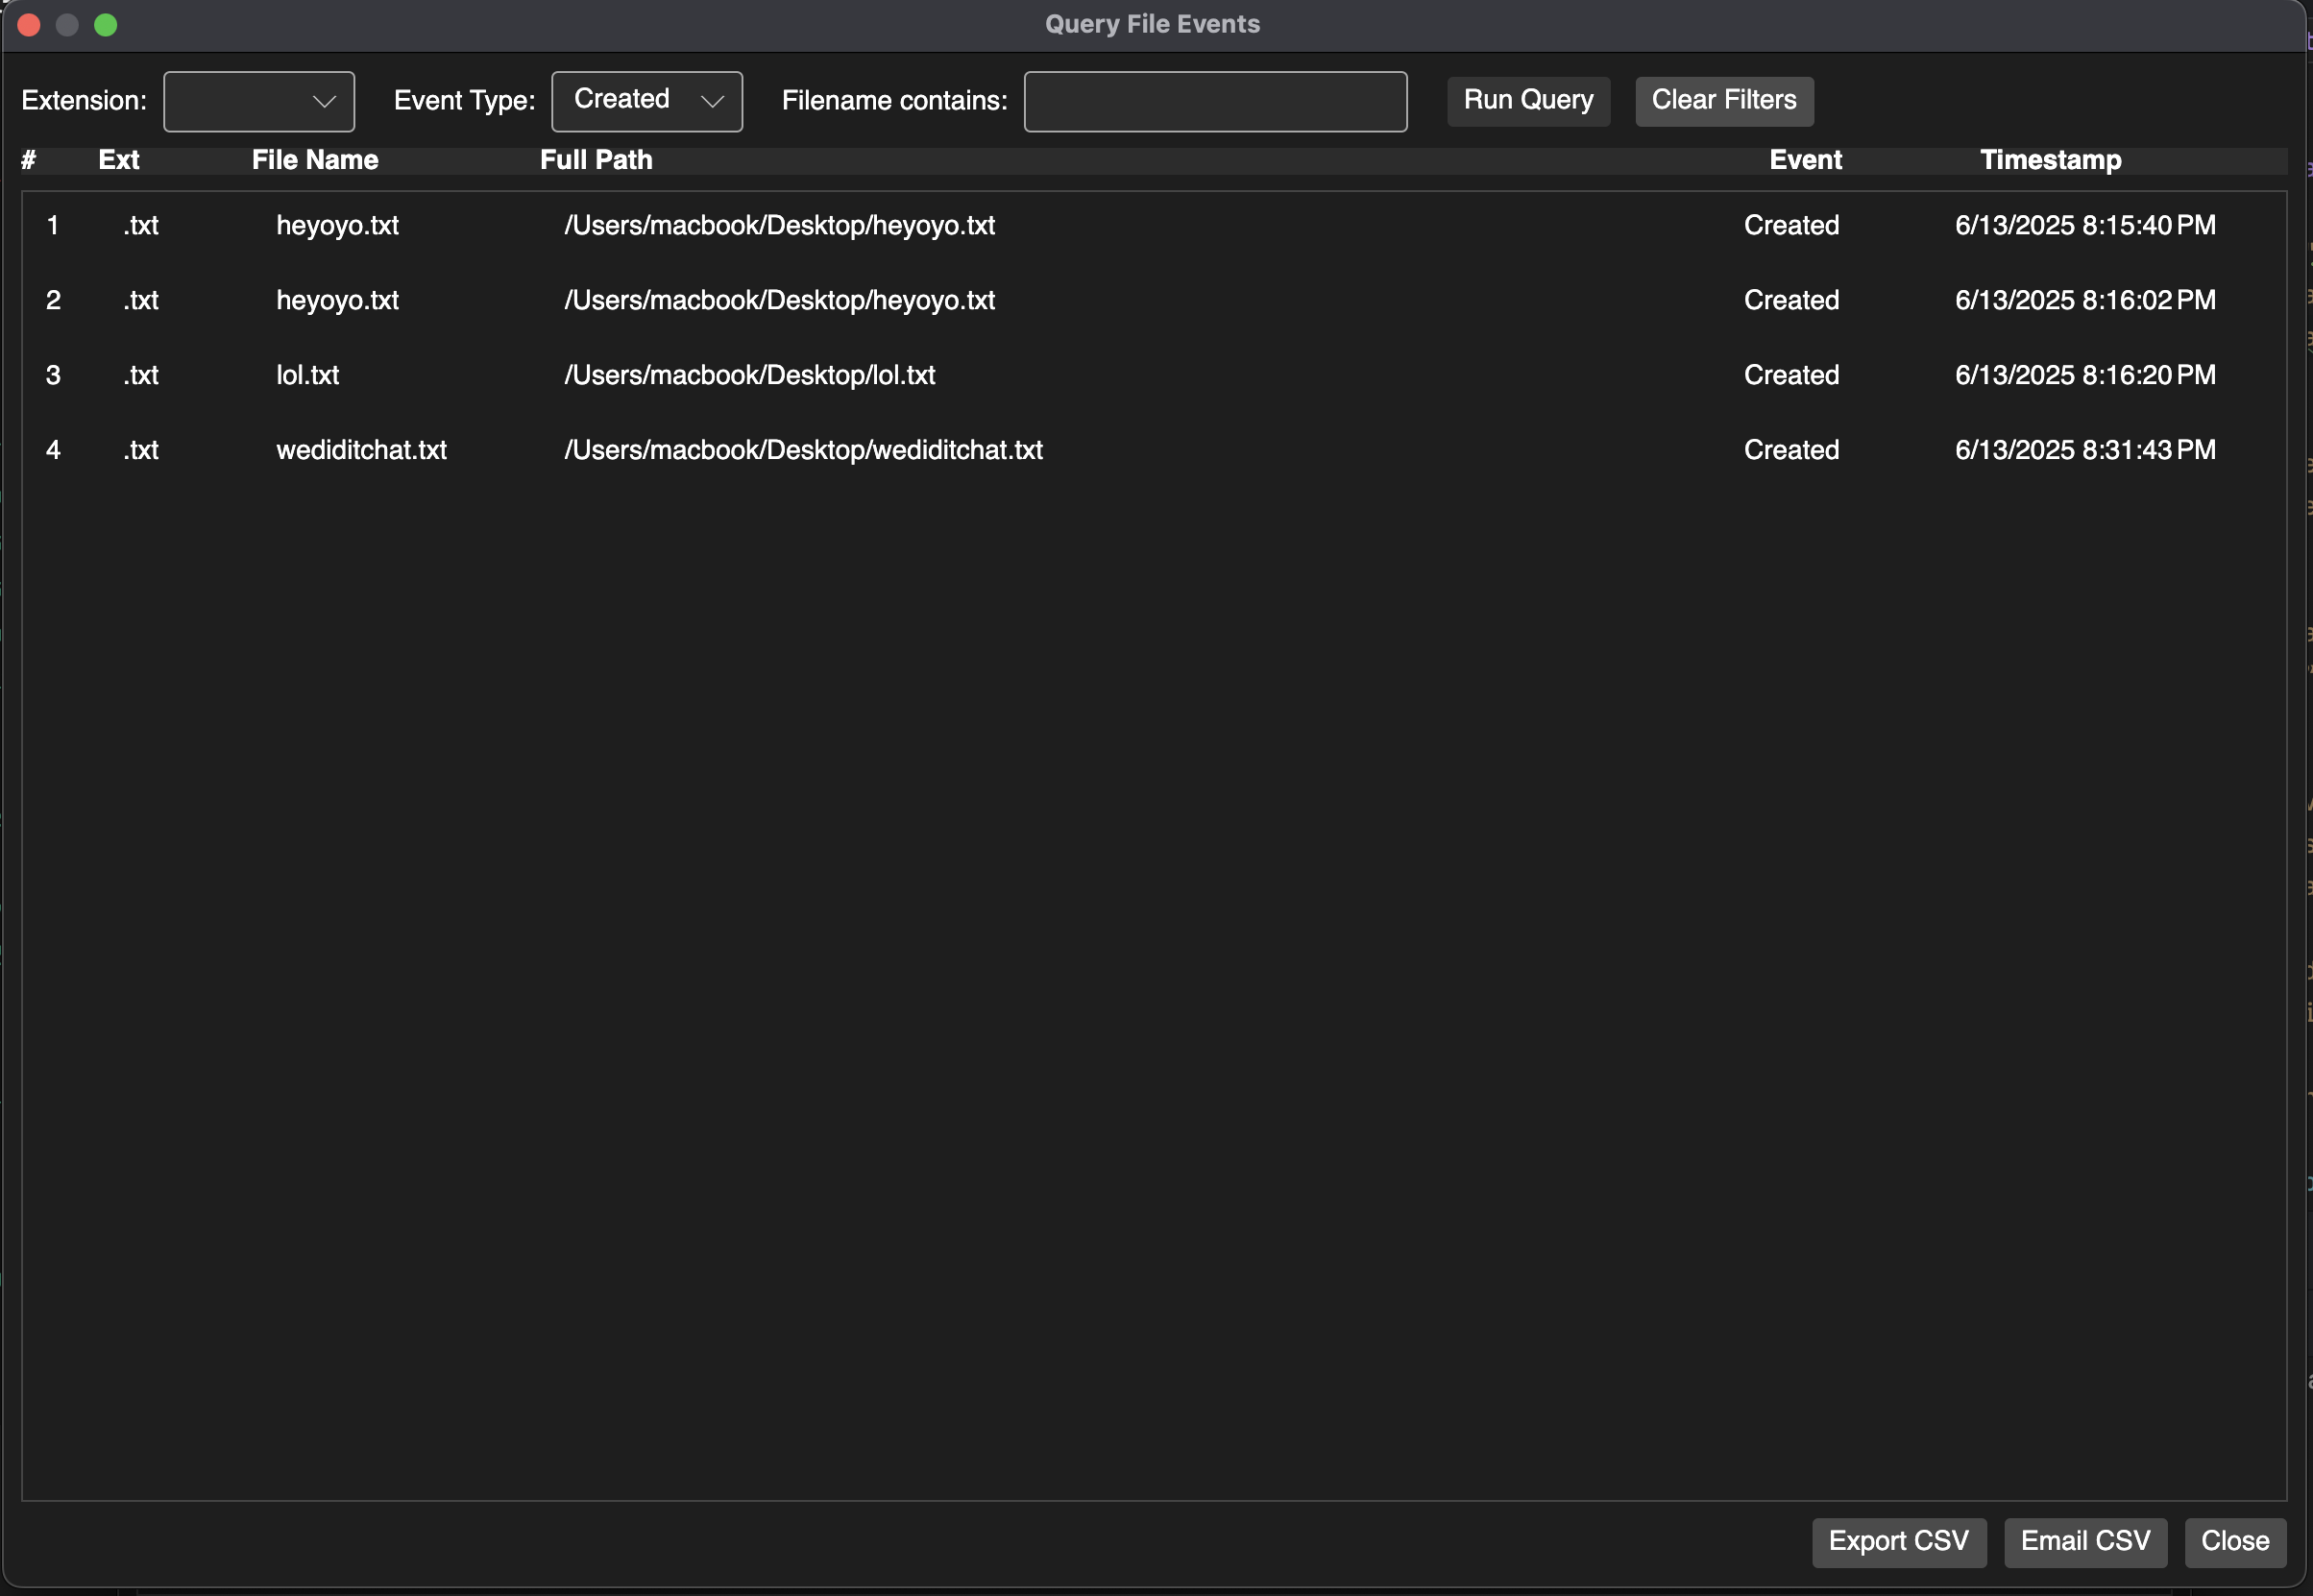 Query File Events
Extension: Event Type: Created Filename contains: Run Query Clear Filters
# Ext File Name Full Path Event Timestamp
1 .txt heyoyo.txt /Users/macbook/Desktop/heyoyo.txt Created 6/13/2025 8:15:40 PM
2 .txt heyoyo.txt /Users/macbook/Desktop/heyoyo.txt Created 6/13/2025 8:16:02 PM
3 .txt lol.txt /Users/macbook/Desktop/lol.txt Created 6/13/2025 8:16:20 PM
4 .txt wediditchat.txt /Users/macbook/Desktop/wediditchat.txt Created 6/13/2025 8:31:43 PM
Export CSV Email CSV Close